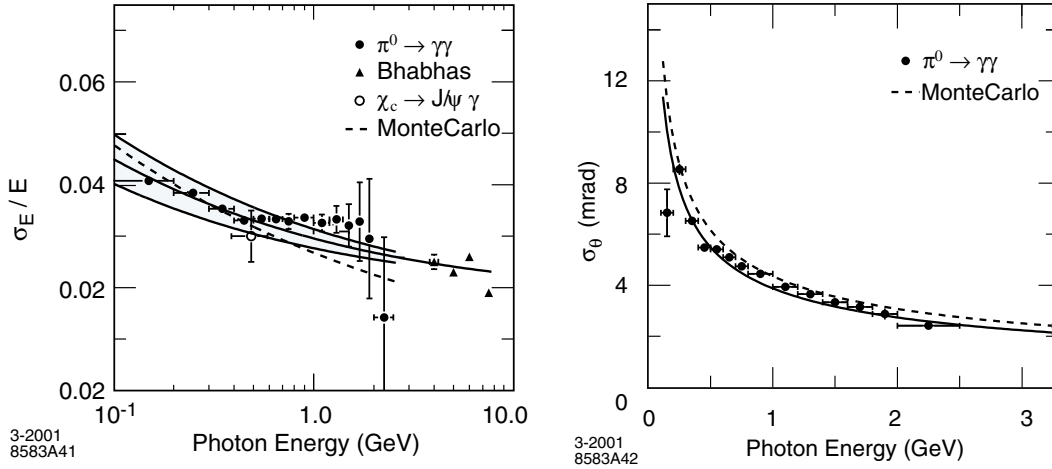 π⁰ → γγ
Bhabhas
χc → J/ψ γ
MonteCarlo
0.06
0.04
0.02
0.02
σE / E
10⁻¹
1.0
10.0
Photon Energy (GeV)
3-2001
8583A41
π⁰ → γγ
MonteCarlo
12
8
4
0
σθ (mrad)
0
1
2
3
Photon Energy (GeV)
3-2001
8583A42